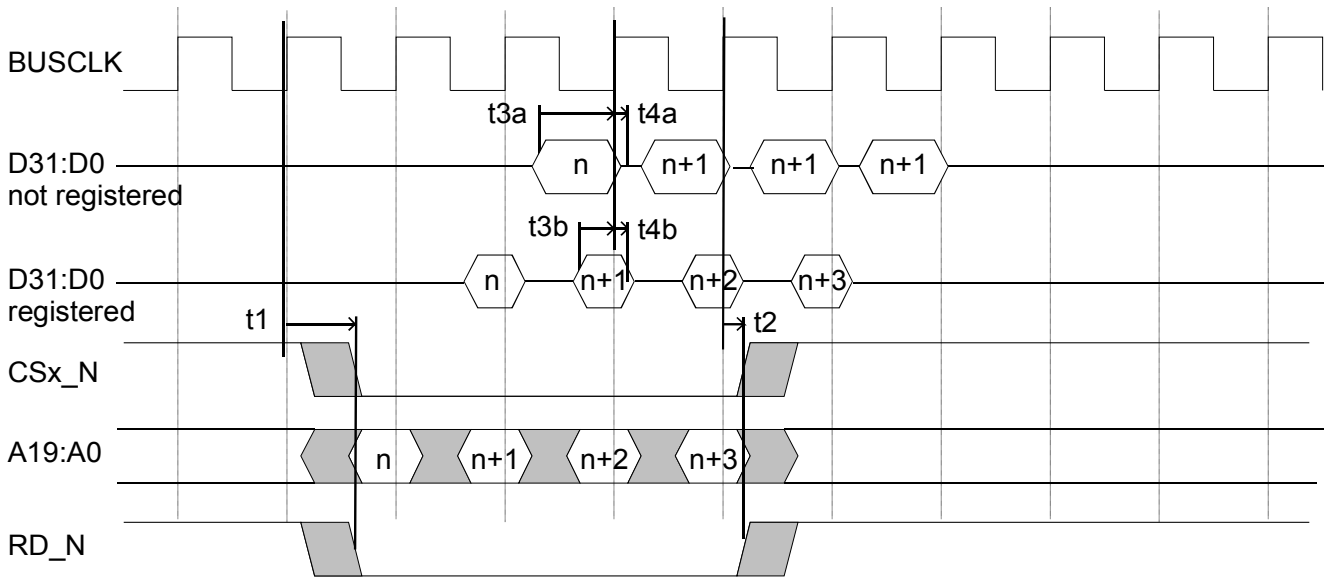 BUSCLK
t3a t4a
D31:D0
not registered
n n+1 n+1 n+1
t3b t4b
D31:D0
registered
n n+1 n+2 n+3
t1 t2
CSx_N
A19:A0 n n+1 n+2 n+3
RD_N